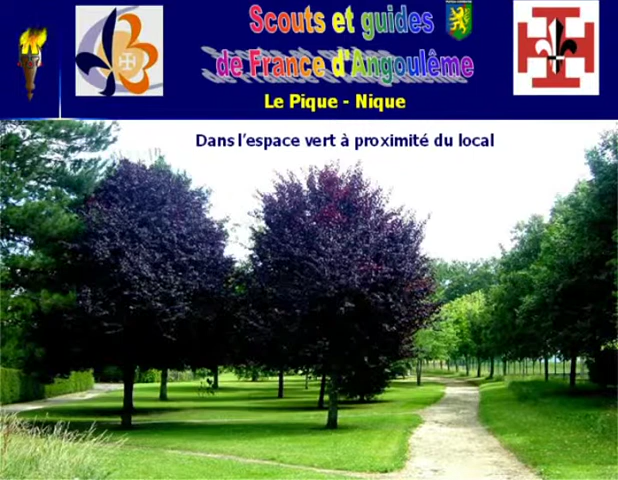 Scouts et guides
de France d'Angoulême
Le Pique - Nique
Dans l'espace vert à proximité du local